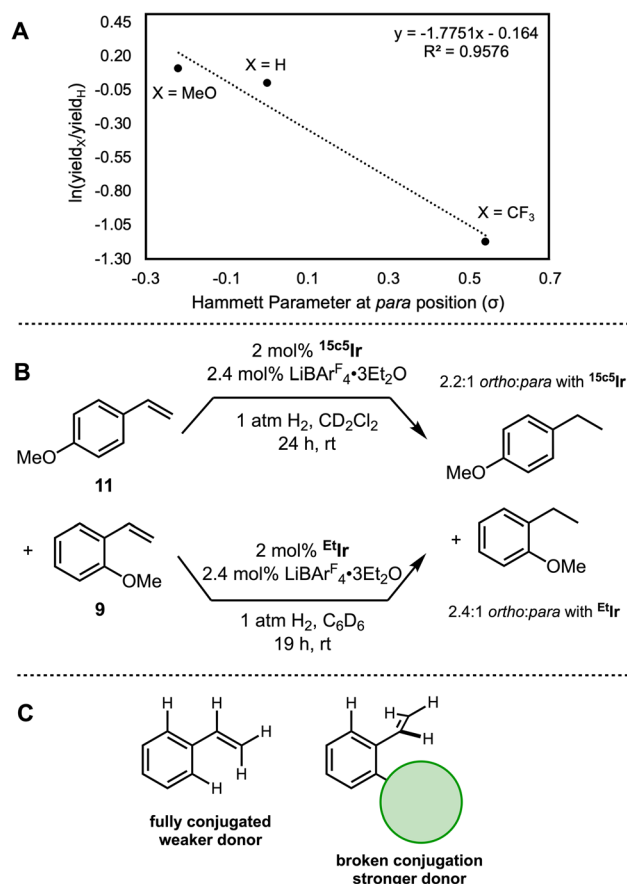 A
0.45
0.20
-0.05
-0.30
-0.55
-0.80
-1.05
-1.30
ln(yieldₓ/yield_H)
y = -1.7751x - 0.164
R² = 0.9576
X = H
X = MeO
X = CF₃
-0.3
-0.1
0.1
0.3
0.5
0.7
Hammett Parameter at para position (σ)
B
2 mol% ¹⁵ᶜ⁵Ir
2.4 mol% LiBArF₄•3Et₂O
1 atm H₂, CD₂Cl₂
24 h, rt
2.2:1 ortho:para with ¹⁵ᶜ⁵Ir
MeO
11
MeO
+
OMe
9
2 mol% EtIr
2.4 mol% LiBArF₄•3Et₂O
1 atm H₂, C₆D₆
19 h, rt
+
OMe
2.4:1 ortho:para with EtIr
C
H
H
H
H
H
fully conjugated
weaker donor
H
H
H
H
broken conjugation
stronger donor